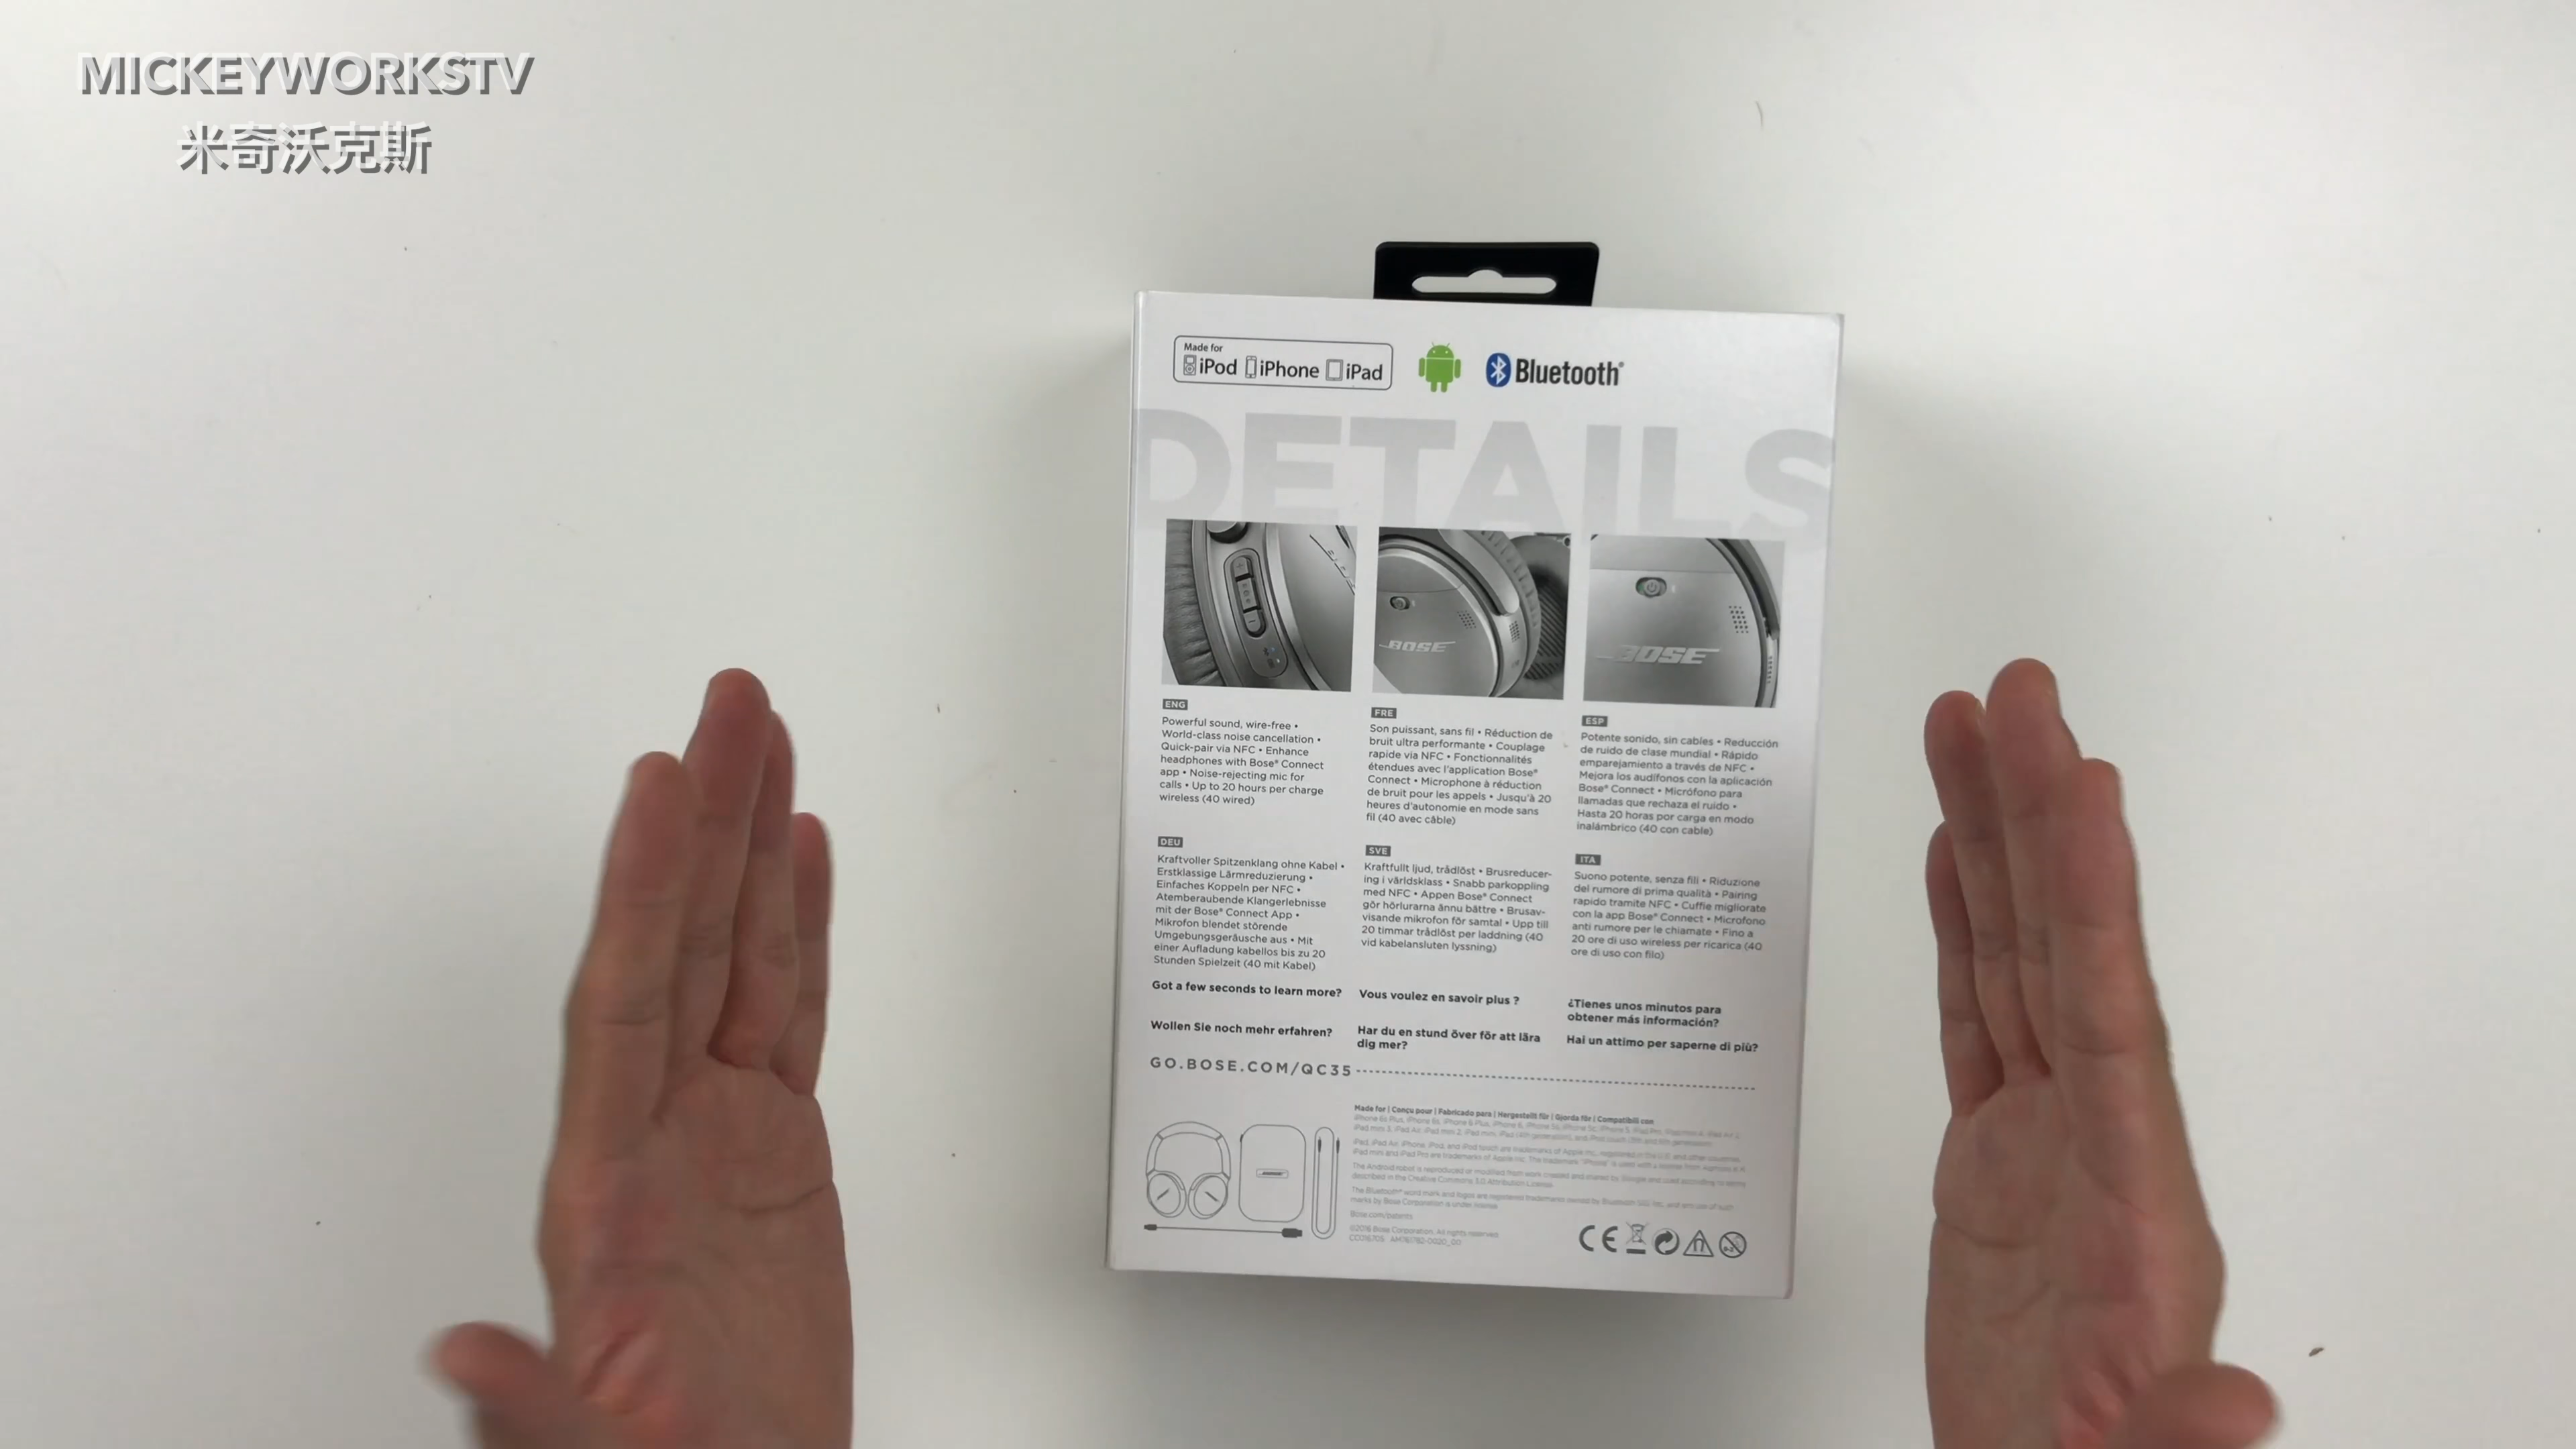 MICKEYWORKSTV
米奇沃克斯
Made for
iPod iPhone iPad
Bluetooth®
DETAILS
BOSE
BOSE
ENG
Powerful sound, wire-free •
World-class noise cancellation •
Quick-pair via NFC • Enhance
headphones with Bose® Connect
app • Noise-rejecting mic for
calls • Up to 20 hours per charge
wireless (40 wired)
FRE
Son puissant, sans fil • Réduction de
bruit ultra performante • Couplage
rapide via NFC • Fonctionnalités
étendues avec l'application Bose®
Connect • Microphone à réduction
de bruit pour les appels • Jusqu'à 20
heures d'autonomie en mode sans
fil (40 avec câble)
ESP
Potente sonido, sin cables • Reducción
de ruido de clase mundial • Rápido
emparejamiento a través de NFC •
Mejora los audífonos con la aplicación
Bose® Connect • Micrófono para
llamadas que rechaza el ruido •
Hasta 20 horas por carga en modo
inalámbrico (40 con cable)
DEU
Kraftvoller Spitzenklang ohne Kabel •
Erstklassige Lärmreduzierung •
Einfaches Koppeln per NFC •
Atemberaubende Klangerlebnisse
mit der Bose® Connect App •
Mikrofon blendet störende
Umgebungsgeräusche aus • Mit
einer Aufladung kabellos bis zu 20
Stunden Spielzeit (40 mit Kabel)
SVE
Kraftfullt ljud, trådlöst • Brusreducer-
ing i världsklass • Snabb parkoppling
med NFC • Appen Bose® Connect
gör hörlurarna ännu bättre • Brusav-
visande mikrofon för samtal • Upp till
20 timmar trådlöst per laddning (40
vid kabelansluten lyssning)
ITA
Suono potente, senza fili • Riduzione
del rumore di prima qualità • Pairing
rapido tramite NFC • Cuffie migliorate
con la app Bose® Connect • Microfono
anti rumore per le chiamate • Fino a
20 ore di uso wireless per ricarica (40
ore di uso con filo)
Got a few seconds to learn more?
Vous voulez en savoir plus ?
¿Tienes unos minutos para
obtener más información?
Wollen Sie noch mehr erfahren?
Har du en stund över för att lära
dig mer?
Hai un attimo per saperne di più?
GO.BOSE.COM/QC35
Made for | Conçu pour | Fabricado para | Hergestellt für | Gjorda för | Compatibili con
Bose.com/patents
©2016 Bose Corporation. All rights reserved.
CE